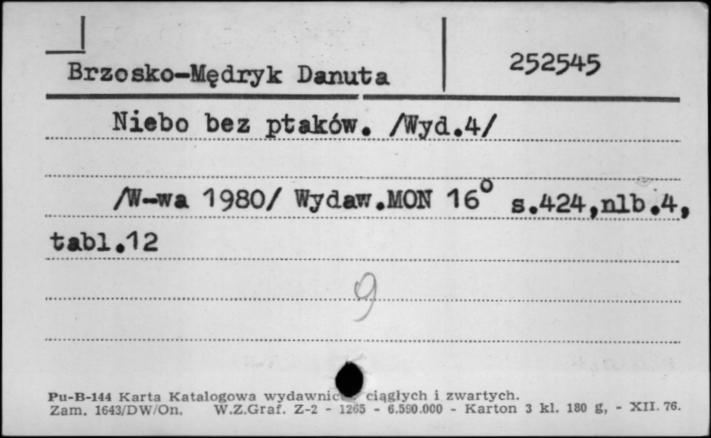 Brzosko-Mędryk Danuta 252545
Niebo bez ptaków. /Wyd.4/
/W-wa 1980/ Wydaw.MON 16° s.424,nlb.4,
tabl.12
9
Pu-B-144 Karta Katalogowa wydawnic ciągłych i zwartych.
Zam. 1643/DW/On. W.Z.Graf. Z-2 - 1265 - 6.590.000 - Karton 3 kl. 180 g, - XII. 76.